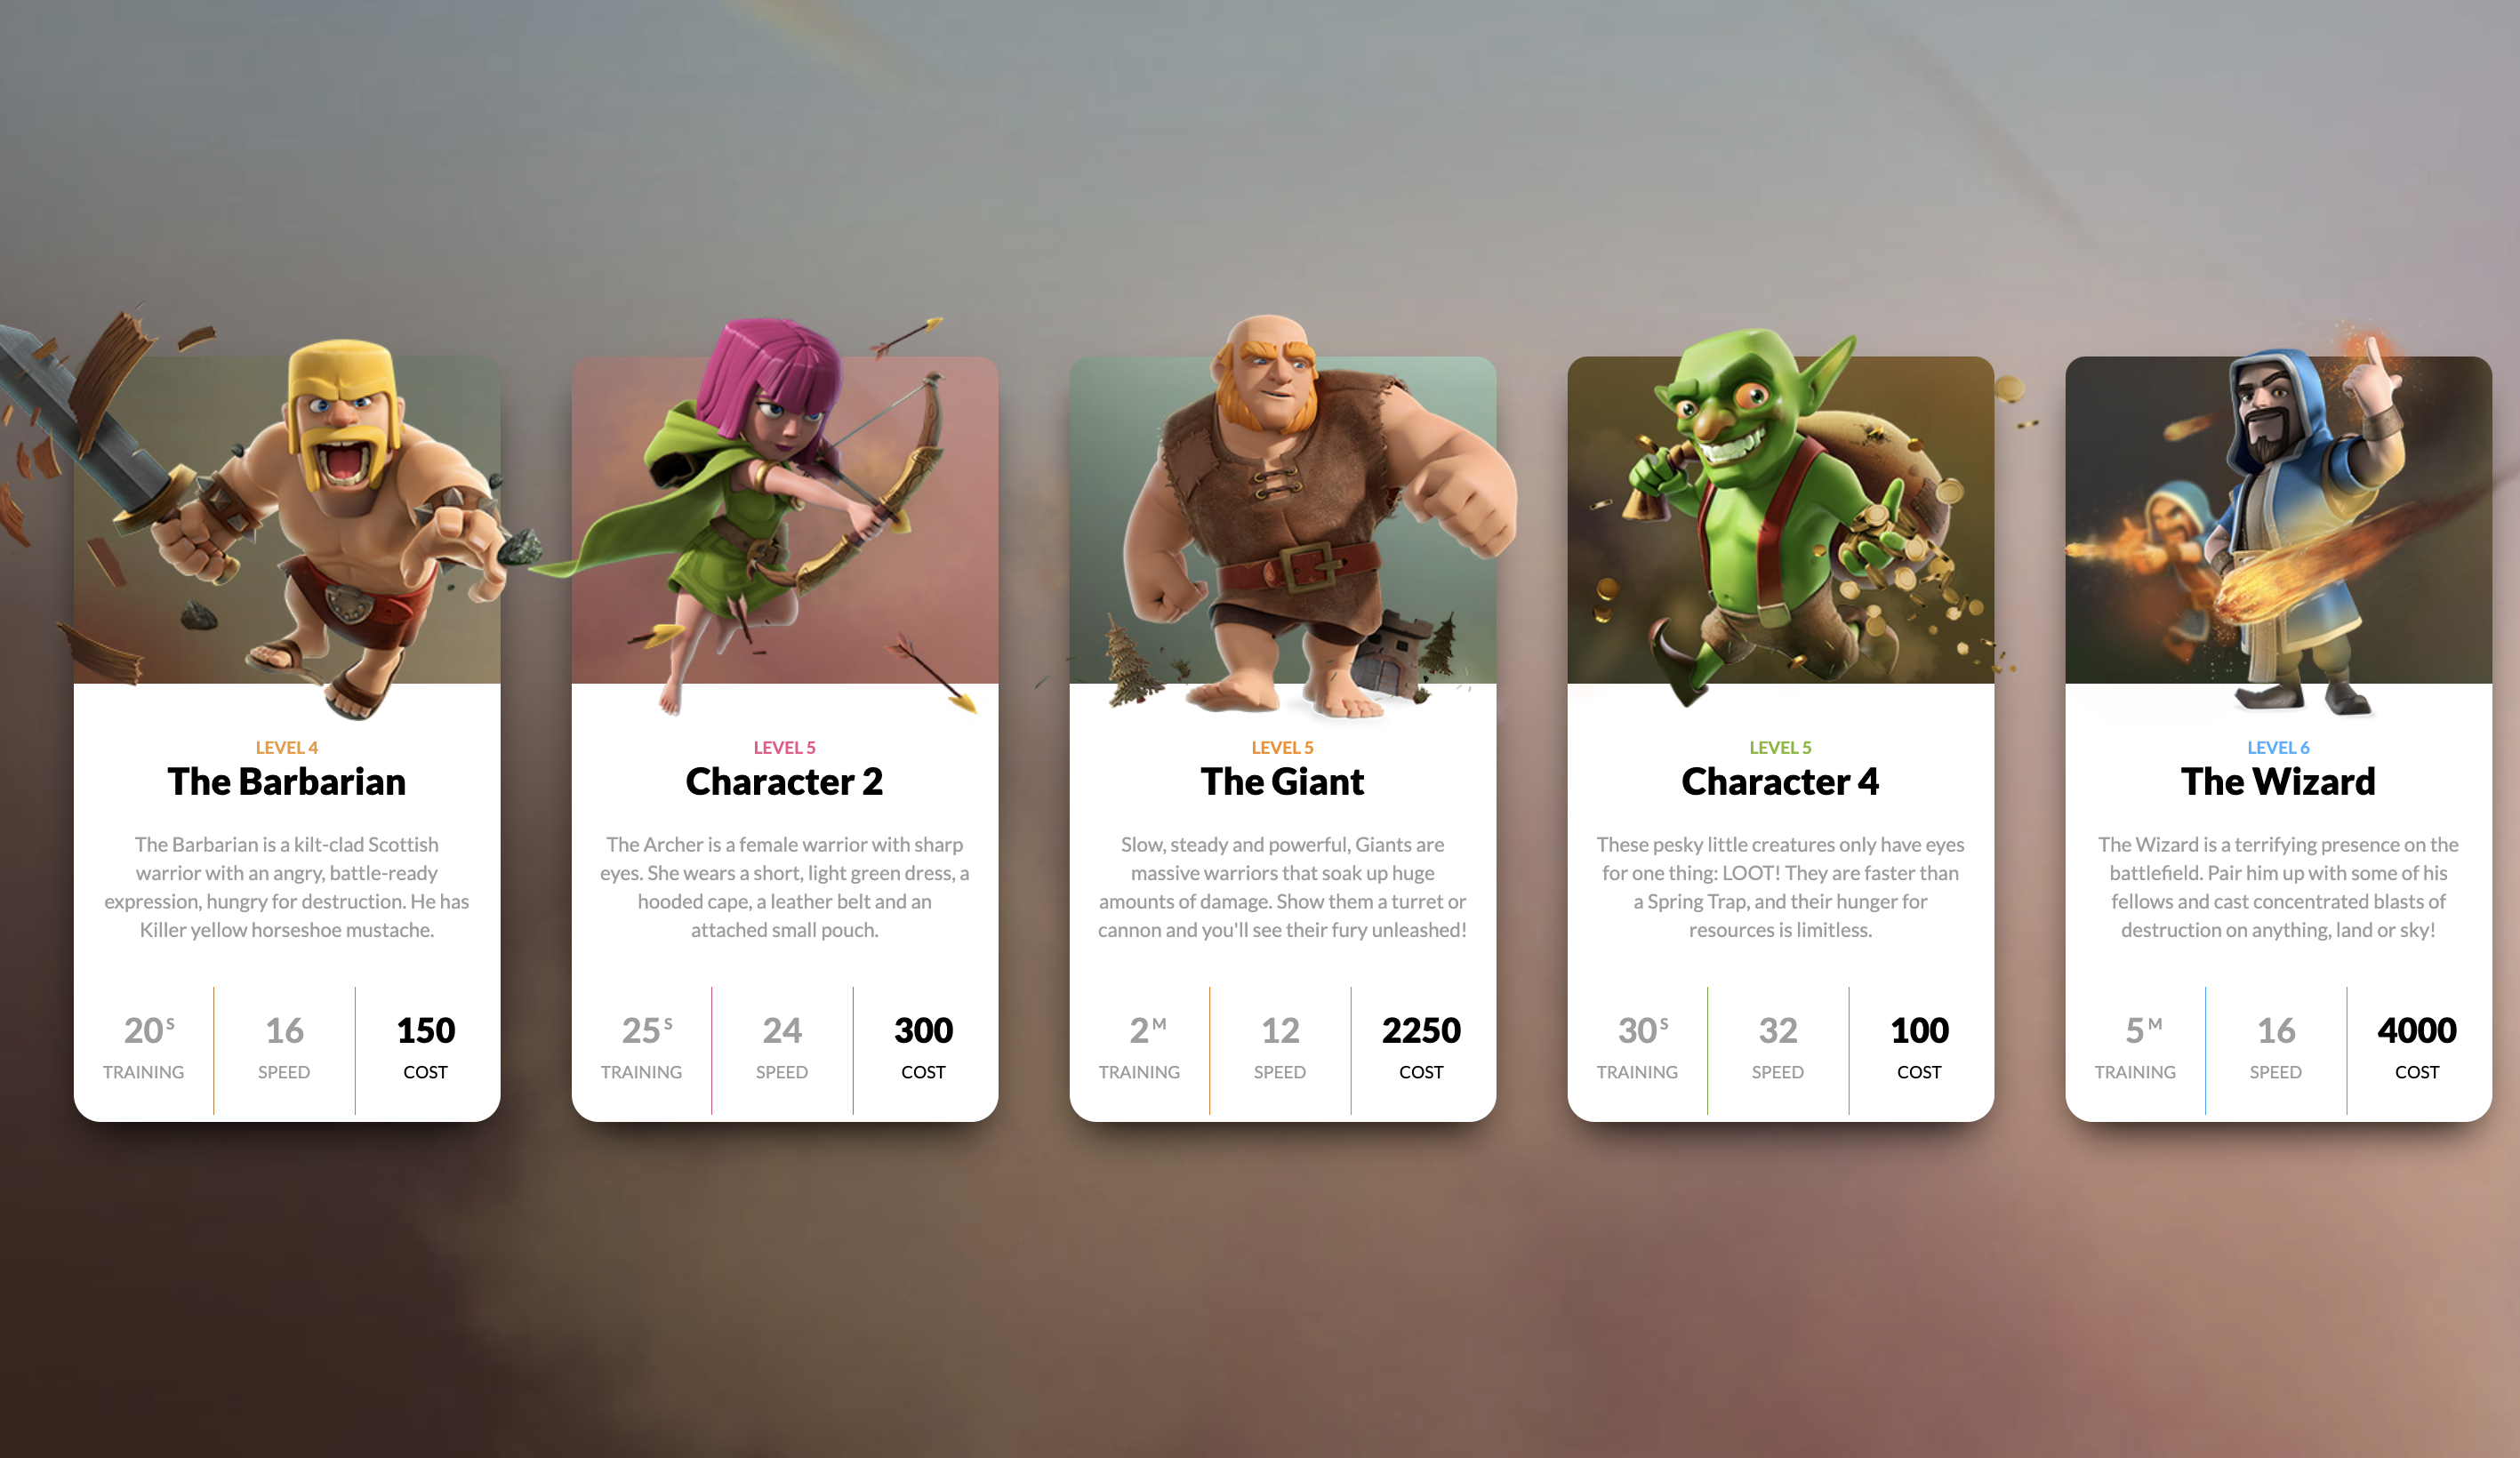 LEVEL 4
The Barbarian
The Barbarian is a kilt-clad Scottish
warrior with an angry, battle-ready
expression, hungry for destruction. He has
Killer yellow horseshoe mustache.
20 S
TRAINING
16
SPEED
150
COST
LEVEL 5
Character 2
The Archer is a female warrior with sharp
eyes. She wears a short, light green dress, a
hooded cape, a leather belt and an
attached small pouch.
25 S
TRAINING
24
SPEED
300
COST
LEVEL 5
The Giant
Slow, steady and powerful, Giants are
massive warriors that soak up huge
amounts of damage. Show them a turret or
cannon and you'll see their fury unleashed!
2 M
TRAINING
12
SPEED
2250
COST
LEVEL 5
Character 4
These pesky little creatures only have eyes
for one thing: LOOT! They are faster than
a Spring Trap, and their hunger for
resources is limitless.
30 S
TRAINING
32
SPEED
100
COST
LEVEL 6
The Wizard
The Wizard is a terrifying presence on the
battlefield. Pair him up with some of his
fellows and cast concentrated blasts of
destruction on anything, land or sky!
5 M
TRAINING
16
SPEED
4000
COST